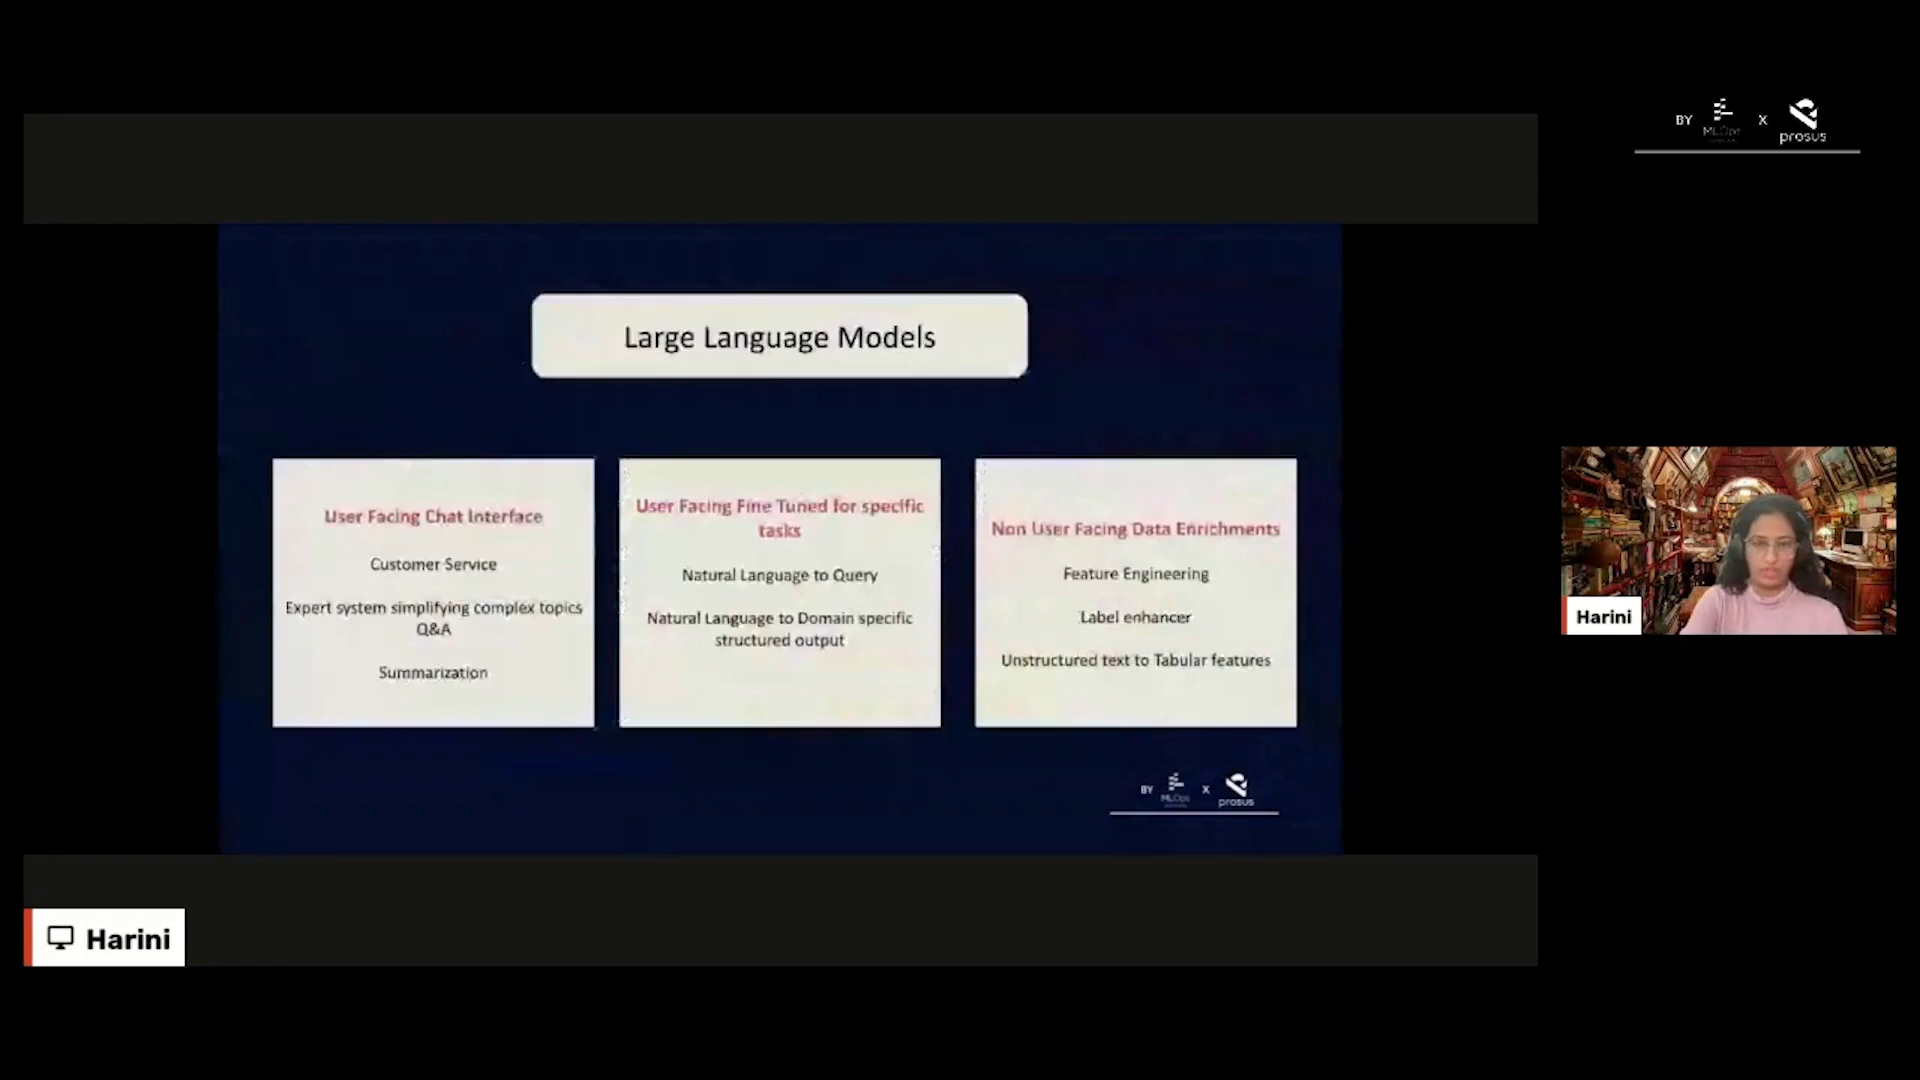 BY MLOps X prosus
Large Language Models
User Facing Chat Interface
Customer Service
Expert system simplifying complex topics
Q&A
Summarization
User Facing Fine Tuned for specific
tasks
Natural Language to Query
Natural Language to Domain specific
structured output
Non User Facing Data Enrichments
Feature Engineering
Label enhancer
Unstructured text to Tabular features
BY MLOps X prosus
Harini
Harini